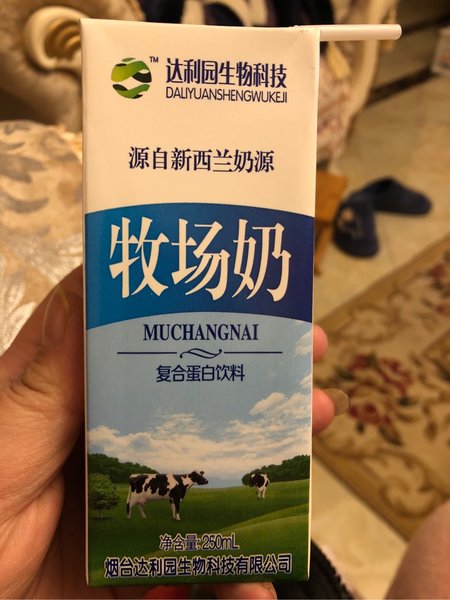 达利园生物科技
TM
DALIYUANSHENGWUKEJI
源自新西兰奶源
牧场奶
MUCHANGNAI
复合蛋白饮料
净含量:250mL
烟台达利园生物科技有限公司